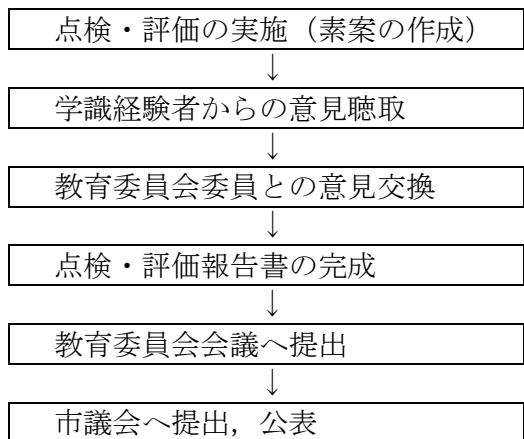 点検・評価の実施（素案の作成）
↓
学識経験者からの意見聴取
↓
教育委員会委員との意見交換
↓
点検・評価報告書の完成
↓
教育委員会会議へ提出
↓
市議会へ提出，公表